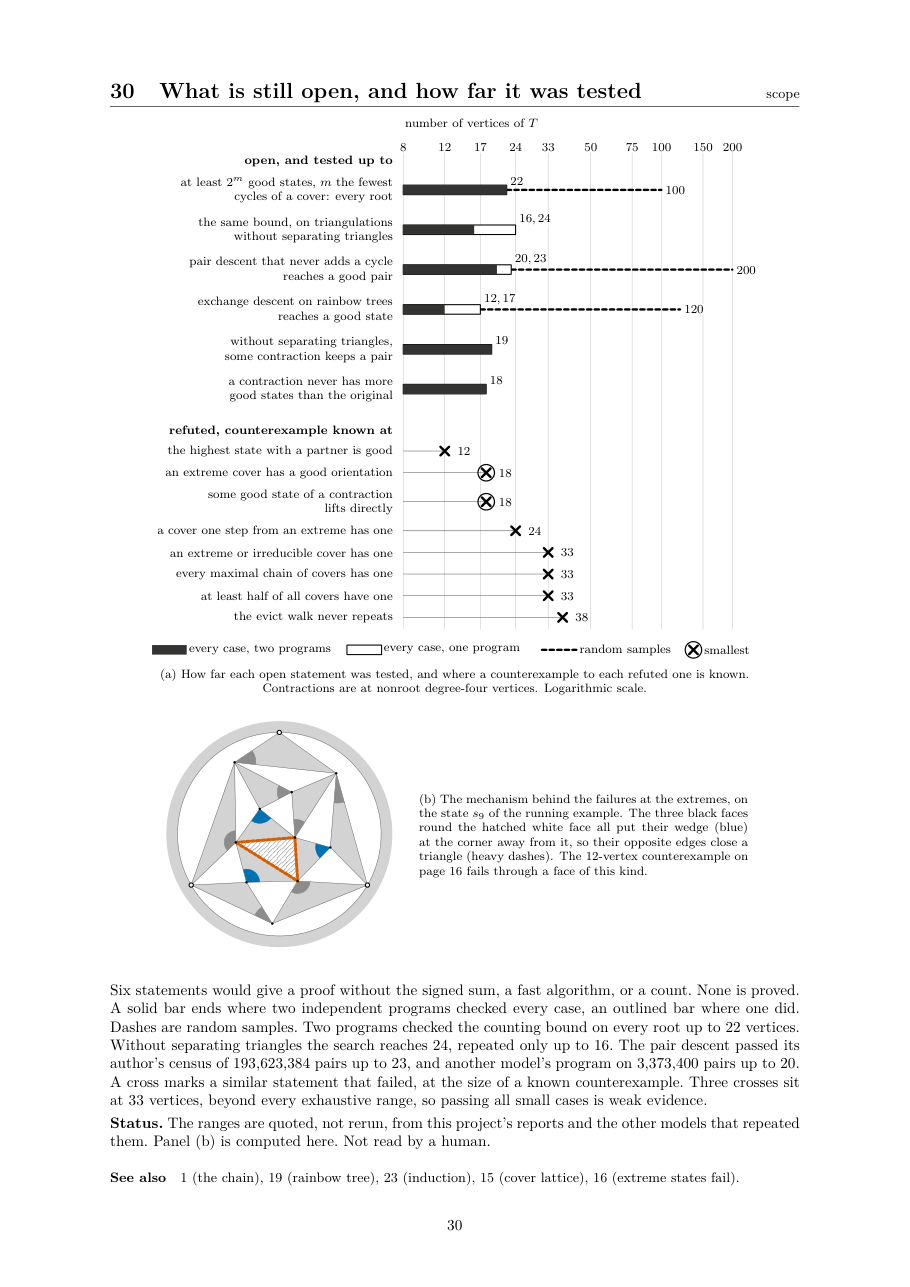 30 What is still open, and how far it was tested
scope
number of vertices of T
8 12 17 24 33 50 75 100 150 200
open, and tested up to
at least 2^m good states, m the fewest
cycles of a cover: every root
22
100
the same bound, on triangulations
without separating triangles
16, 24
pair descent that never adds a cycle
reaches a good pair
20, 23
200
exchange descent on rainbow trees
reaches a good state
12, 17
120
without separating triangles,
some contraction keeps a pair
19
a contraction never has more
good states than the original
18
refuted, counterexample known at
the highest state with a partner is good
12
an extreme cover has a good orientation
18
some good state of a contraction
lifts directly
18
a cover one step from an extreme has one
24
an extreme or irreducible cover has one
33
every maximal chain of covers has one
33
at least half of all covers have one
33
the evict walk never repeats
38
every case, two programs every case, one program random samples smallest
(a) How far each open statement was tested, and where a counterexample to each refuted one is known.
Contractions are at nonroot degree-four vertices. Logarithmic scale.
(b) The mechanism behind the failures at the extremes, on
the state s9 of the running example. The three black faces
round the hatched white face all put their wedge (blue)
at the corner away from it, so their opposite edges close a
triangle (heavy dashes). The 12-vertex counterexample on
page 16 fails through a face of this kind.
Six statements would give a proof without the signed sum, a fast algorithm, or a count. None is proved.
A solid bar ends where two independent programs checked every case, an outlined bar where one did.
Dashes are random samples. Two programs checked the counting bound on every root up to 22 vertices.
Without separating triangles the search reaches 24, repeated only up to 16. The pair descent passed its
author's census of 193,623,384 pairs up to 23, and another model's program on 3,373,400 pairs up to 20.
A cross marks a similar statement that failed, at the size of a known counterexample. Three crosses sit
at 33 vertices, beyond every exhaustive range, so passing all small cases is weak evidence.
Status. The ranges are quoted, not rerun, from this project's reports and the other models that repeated
them. Panel (b) is computed here. Not read by a human.
See also 1 (the chain), 19 (rainbow tree), 23 (induction), 15 (cover lattice), 16 (extreme states fail).
30